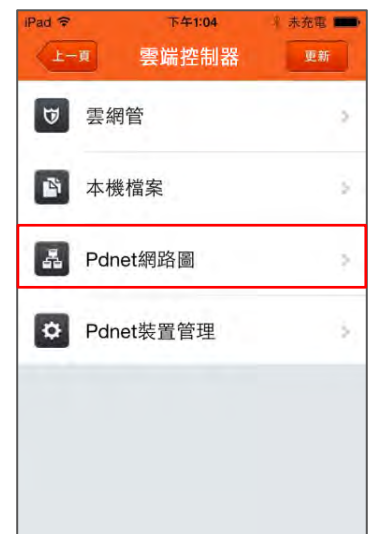 iPad 下午1:04 未充電
上一頁 雲端控制器 更新
雲網管
本機檔案
Pdnet網路圖
Pdnet裝置管理